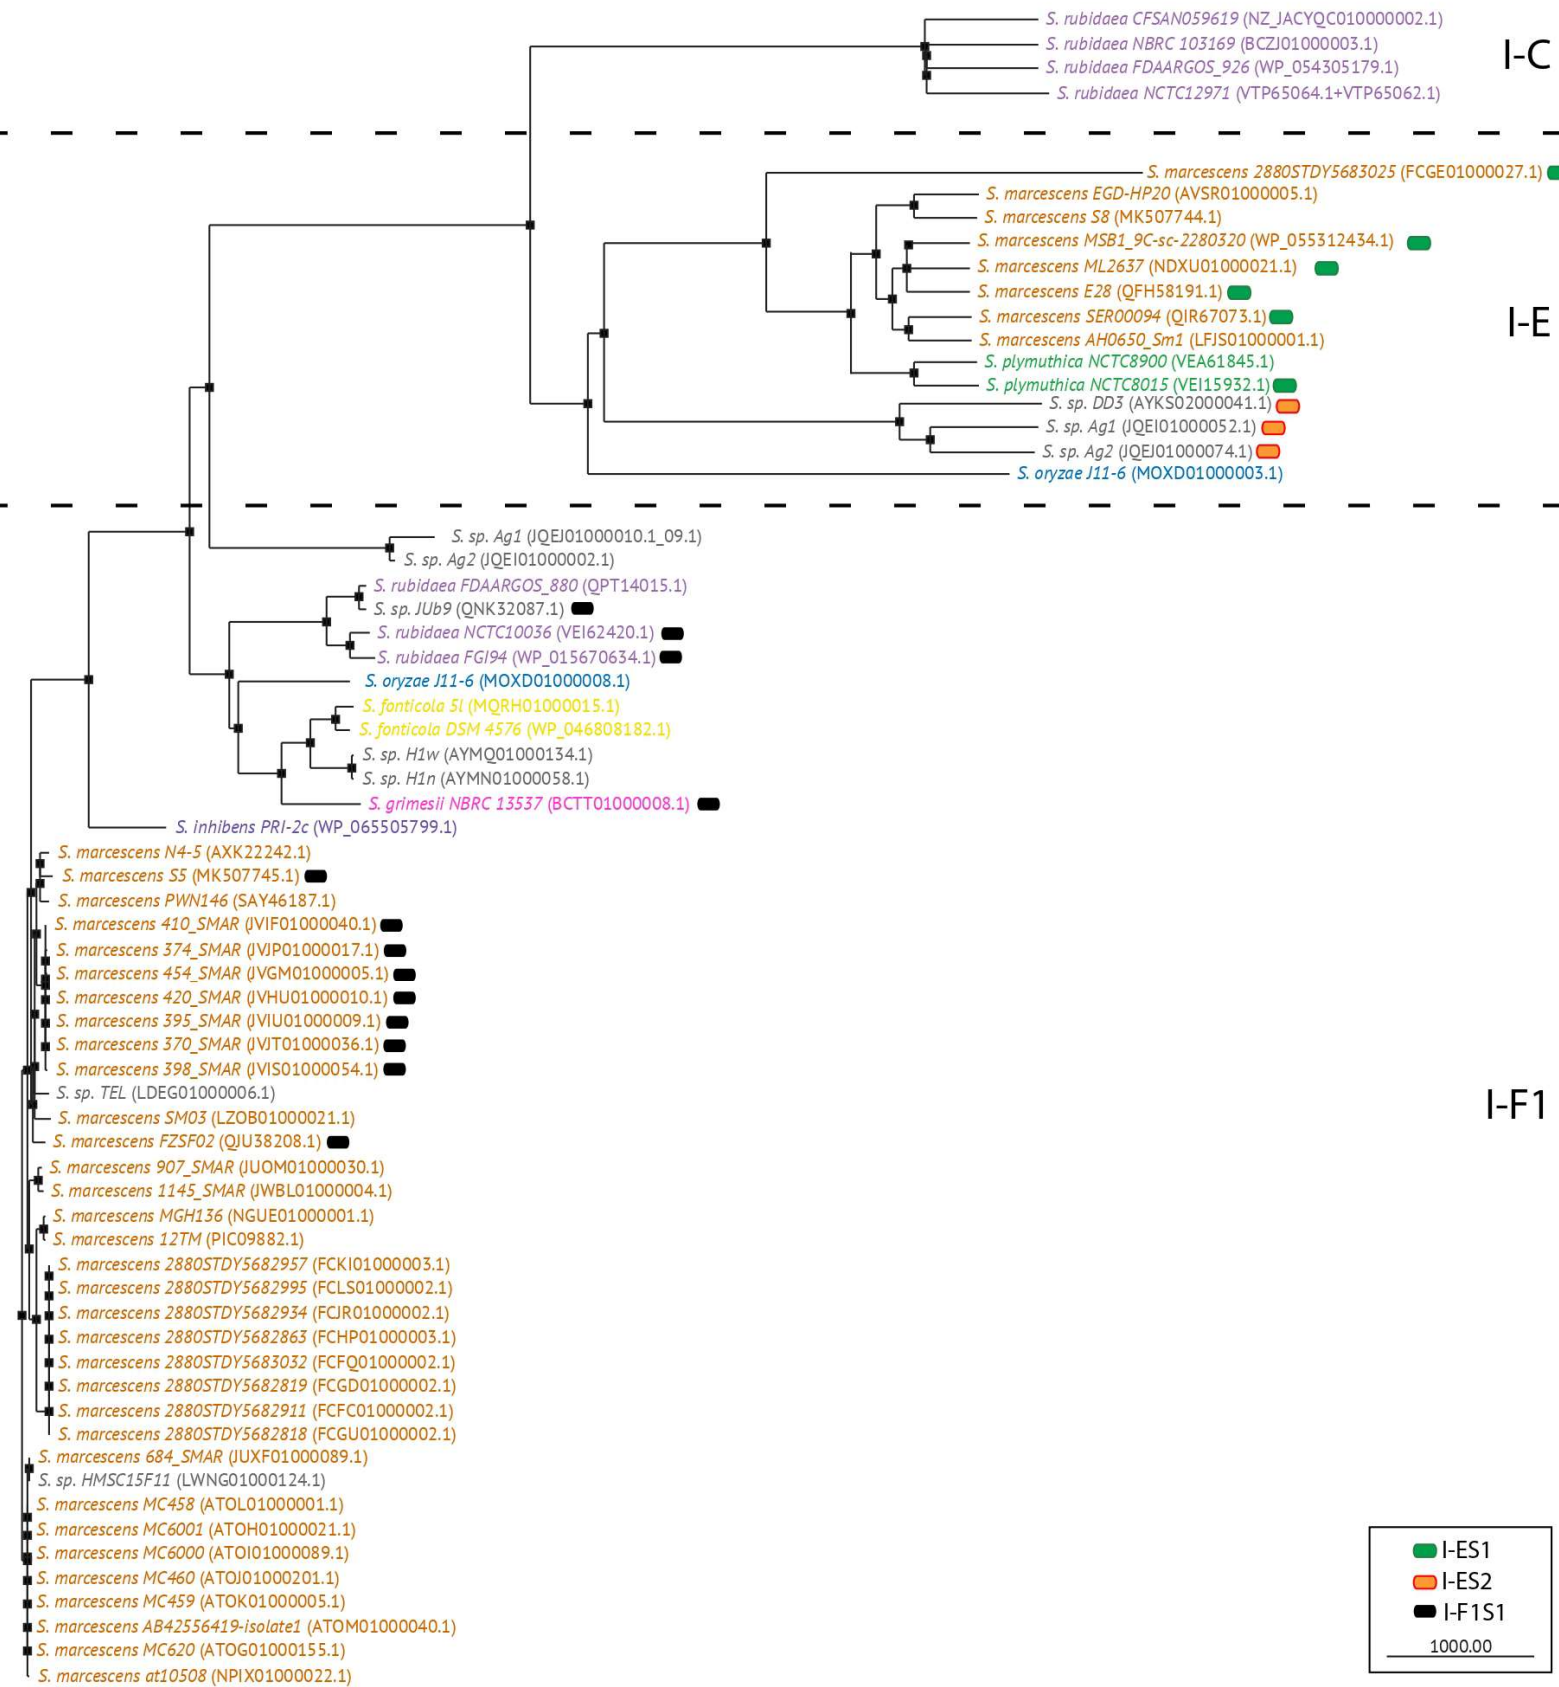 S. rubidaea CFSAN059619 (NZ_JACYQC010000002.1)
S. rubidaea NBRC 103169 (BCZJ01000003.1)
I-C
S. rubidaea FDAARGOS_926 (WP_054305179.1)
S. rubidaea NCTC12971 (VTP65064.1+VTP65062.1)
S. marcescens 2880STDY5683025 (FCGE01000027.1)
S. marcescens EGD-HP20 (AVSR01000005.1)
S. marcescens S8 (MK507744.1)
S. marcescens MSB1_9C-sc-2280320 (WP_055312434.1)
S. marcescens ML2637 (NDXU01000021.1)
S. marcescens E28 (QFH58191.1)
S. marcescens SER00094 (QIR67073.1)
I-E
S. marcescens AH0650_Sm1 (LFJS01000001.1)
S. plymuthica NCTC8900 (VEA61845.1)
S. plymuthica NCTC8015 (VEI15932.1)
S. sp. DD3 (AYKS02000041.1)
S. sp. Ag1 (JQEI01000052.1)
S. sp. Ag2 (JQEJ01000074.1)
S. oryzae J11-6 (MOXD01000003.1)
S. sp. Ag1 (JQEJ01000010.1_09.1)
S. sp. Ag2 (JQEI01000002.1)
S. rubidaea FDAARGOS_880 (QPT14015.1)
S. sp. JUb9 (QNK32087.1)
S. rubidaea NCTC10036 (VEI62420.1)
S. rubidaea FGI94 (WP_015670634.1)
S. oryzae J11-6 (MOXD01000008.1)
S. fonticola 5l (MQRH01000015.1)
S. fonticola DSM 4576 (WP_046808182.1)
S. sp. H1w (AYMQ01000134.1)
S. sp. H1n (AYMN01000058.1)
S. grimesii NBRC 13537 (BCTT01000008.1)
S. inhibens PRI-2c (WP_065505799.1)
S. marcescens N4-5 (AXK22242.1)
S. marcescens S5 (MK507745.1)
S. marcescens PWN146 (SAY46187.1)
S. marcescens 410_SMAR (JVIF01000040.1)
S. marcescens 374_SMAR (JVJP01000017.1)
S. marcescens 454_SMAR (JVGM01000005.1)
S. marcescens 420_SMAR (JVHU01000010.1)
S. marcescens 395_SMAR (JVIU01000009.1)
S. marcescens 370_SMAR (JVJT01000036.1)
S. marcescens 398_SMAR (JVIS01000054.1)
S. sp. TEL (LDEG01000006.1)
I-F1
S. marcescens SM03 (LZOB01000021.1)
S. marcescens FZSF02 (QJU38208.1)
S. marcescens 907_SMAR (JUOM01000030.1)
S. marcescens 1145_SMAR (JWBL01000004.1)
S. marcescens MGH136 (NGUE01000001.1)
S. marcescens 12TM (PIC09882.1)
S. marcescens 2880STDY5682957 (FCKI01000003.1)
S. marcescens 2880STDY5682995 (FCLS01000002.1)
S. marcescens 2880STDY5682934 (FCJR01000002.1)
S. marcescens 2880STDY5682863 (FCHP01000003.1)
S. marcescens 2880STDY5683032 (FCFQ01000002.1)
S. marcescens 2880STDY5682819 (FCGD01000002.1)
S. marcescens 2880STDY5682911 (FCFC01000002.1)
S. marcescens 2880STDY5682818 (FCGU01000002.1)
S. marcescens 684_SMAR (JUXF01000089.1)
S. sp. HMSC15F11 (LWNG01000124.1)
S. marcescens MC458 (ATOL01000001.1)
S. marcescens MC6001 (ATOH01000021.1)
S. marcescens MC6000 (ATOI01000089.1)
S. marcescens MC460 (ATOJ01000201.1)
S. marcescens MC459 (ATOK01000005.1)
S. marcescens AB42556419-isolate1 (ATOM01000040.1)
S. marcescens MC620 (ATOG01000155.1)
S. marcescens at10508 (NPIX01000022.1)
I-ES1
I-ES2
I-F1S1
1000.00